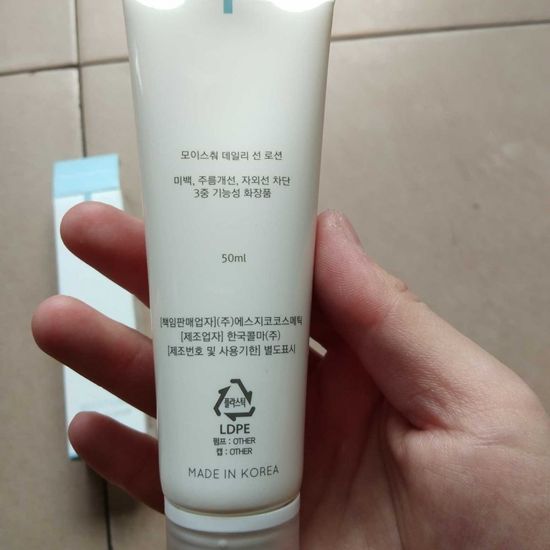 모이스춰 데일리 선 로션
미백, 주름개선, 자외선 차단
3중 기능성 화장품
50ml
[책임판매업자](주)에스지코코스메틱
[제조업자] 한국콜마(주)
[제조번호 및 사용기한] 별도표시
플라스틱
LDPE
펌프 : OTHER
캡 : OTHER
MADE IN KOREA